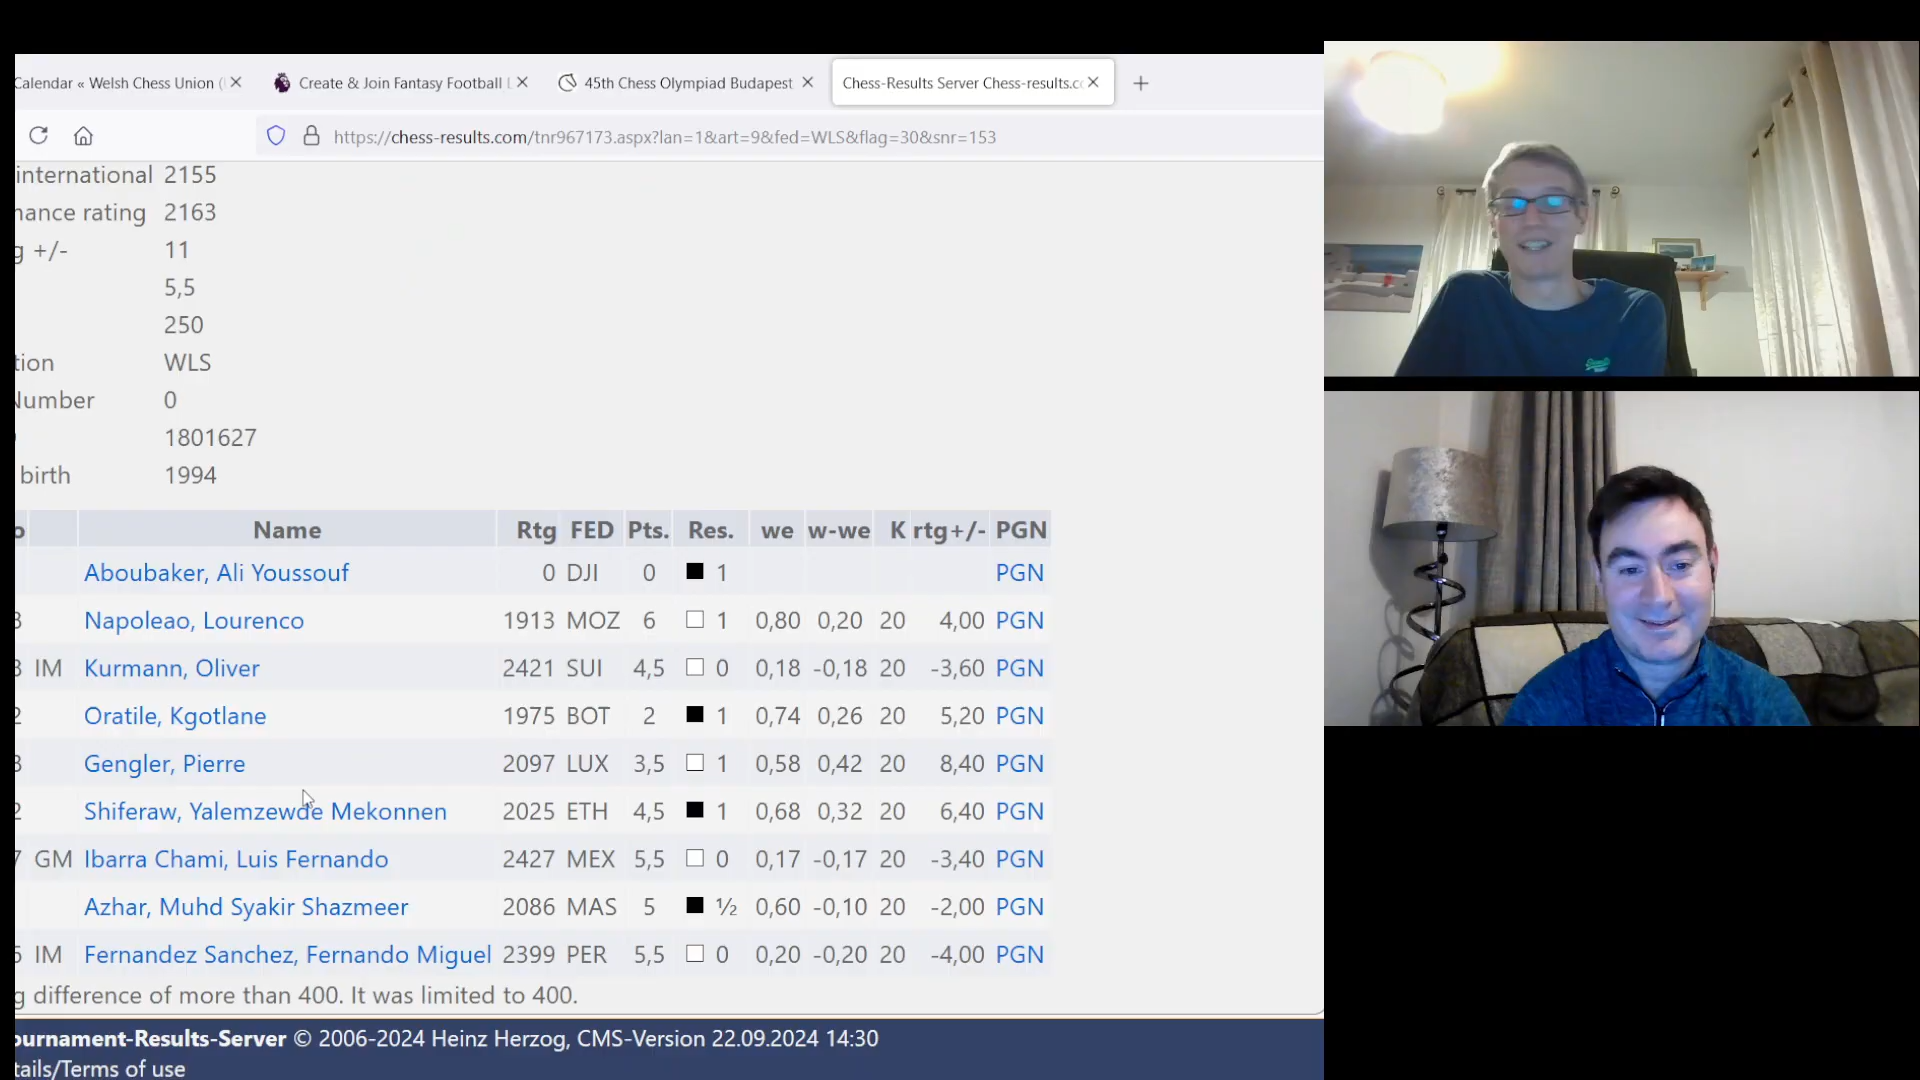 Calendar « Welsh Chess Union (
Create & Join Fantasy Football L
45th Chess Olympiad Budapest
Chess-Results Server Chess-results.co
https://chess-results.com/tnr967173.aspx?lan=1&art=9&fed=WLS&flag=30&snr=153
international 2155
mance rating 2163
g +/- 11
5,5
250
tion WLS
Number 0
1801627
birth 1994
o Name Rtg FED Pts. Res. we w-we K rtg+/- PGN
Aboubaker, Ali Youssouf 0 DJI 0 1 PGN
3 Napoleao, Lourenco 1913 MOZ 6 1 0,80 0,20 20 4,00 PGN
3 IM Kurmann, Oliver 2421 SUI 4,5 0 0,18 -0,18 20 -3,60 PGN
2 Oratile, Kgotlane 1975 BOT 2 1 0,74 0,26 20 5,20 PGN
3 Gengler, Pierre 2097 LUX 3,5 1 0,58 0,42 20 8,40 PGN
2 Shiferaw, Yalemzewde Mekonnen 2025 ETH 4,5 1 0,68 0,32 20 6,40 PGN
7 GM Ibarra Chami, Luis Fernando 2427 MEX 5,5 0 0,17 -0,17 20 -3,40 PGN
Azhar, Muhd Syakir Shazmeer 2086 MAS 5 ½ 0,60 -0,10 20 -2,00 PGN
6 IM Fernandez Sanchez, Fernando Miguel 2399 PER 5,5 0 0,20 -0,20 20 -4,00 PGN
g difference of more than 400. It was limited to 400.
ournament-Results-Server © 2006-2024 Heinz Herzog, CMS-Version 22.09.2024 14:30
tails/Terms of use